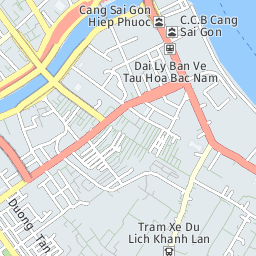 Cang Sai Gon
Hiep Phuoc
C.C.B Cang
Sai Gon
Dai Ly Ban Ve
Tau Hoa Bac Nam
Duong
Tan
Tram Xe Du
Lich Khanh Lan